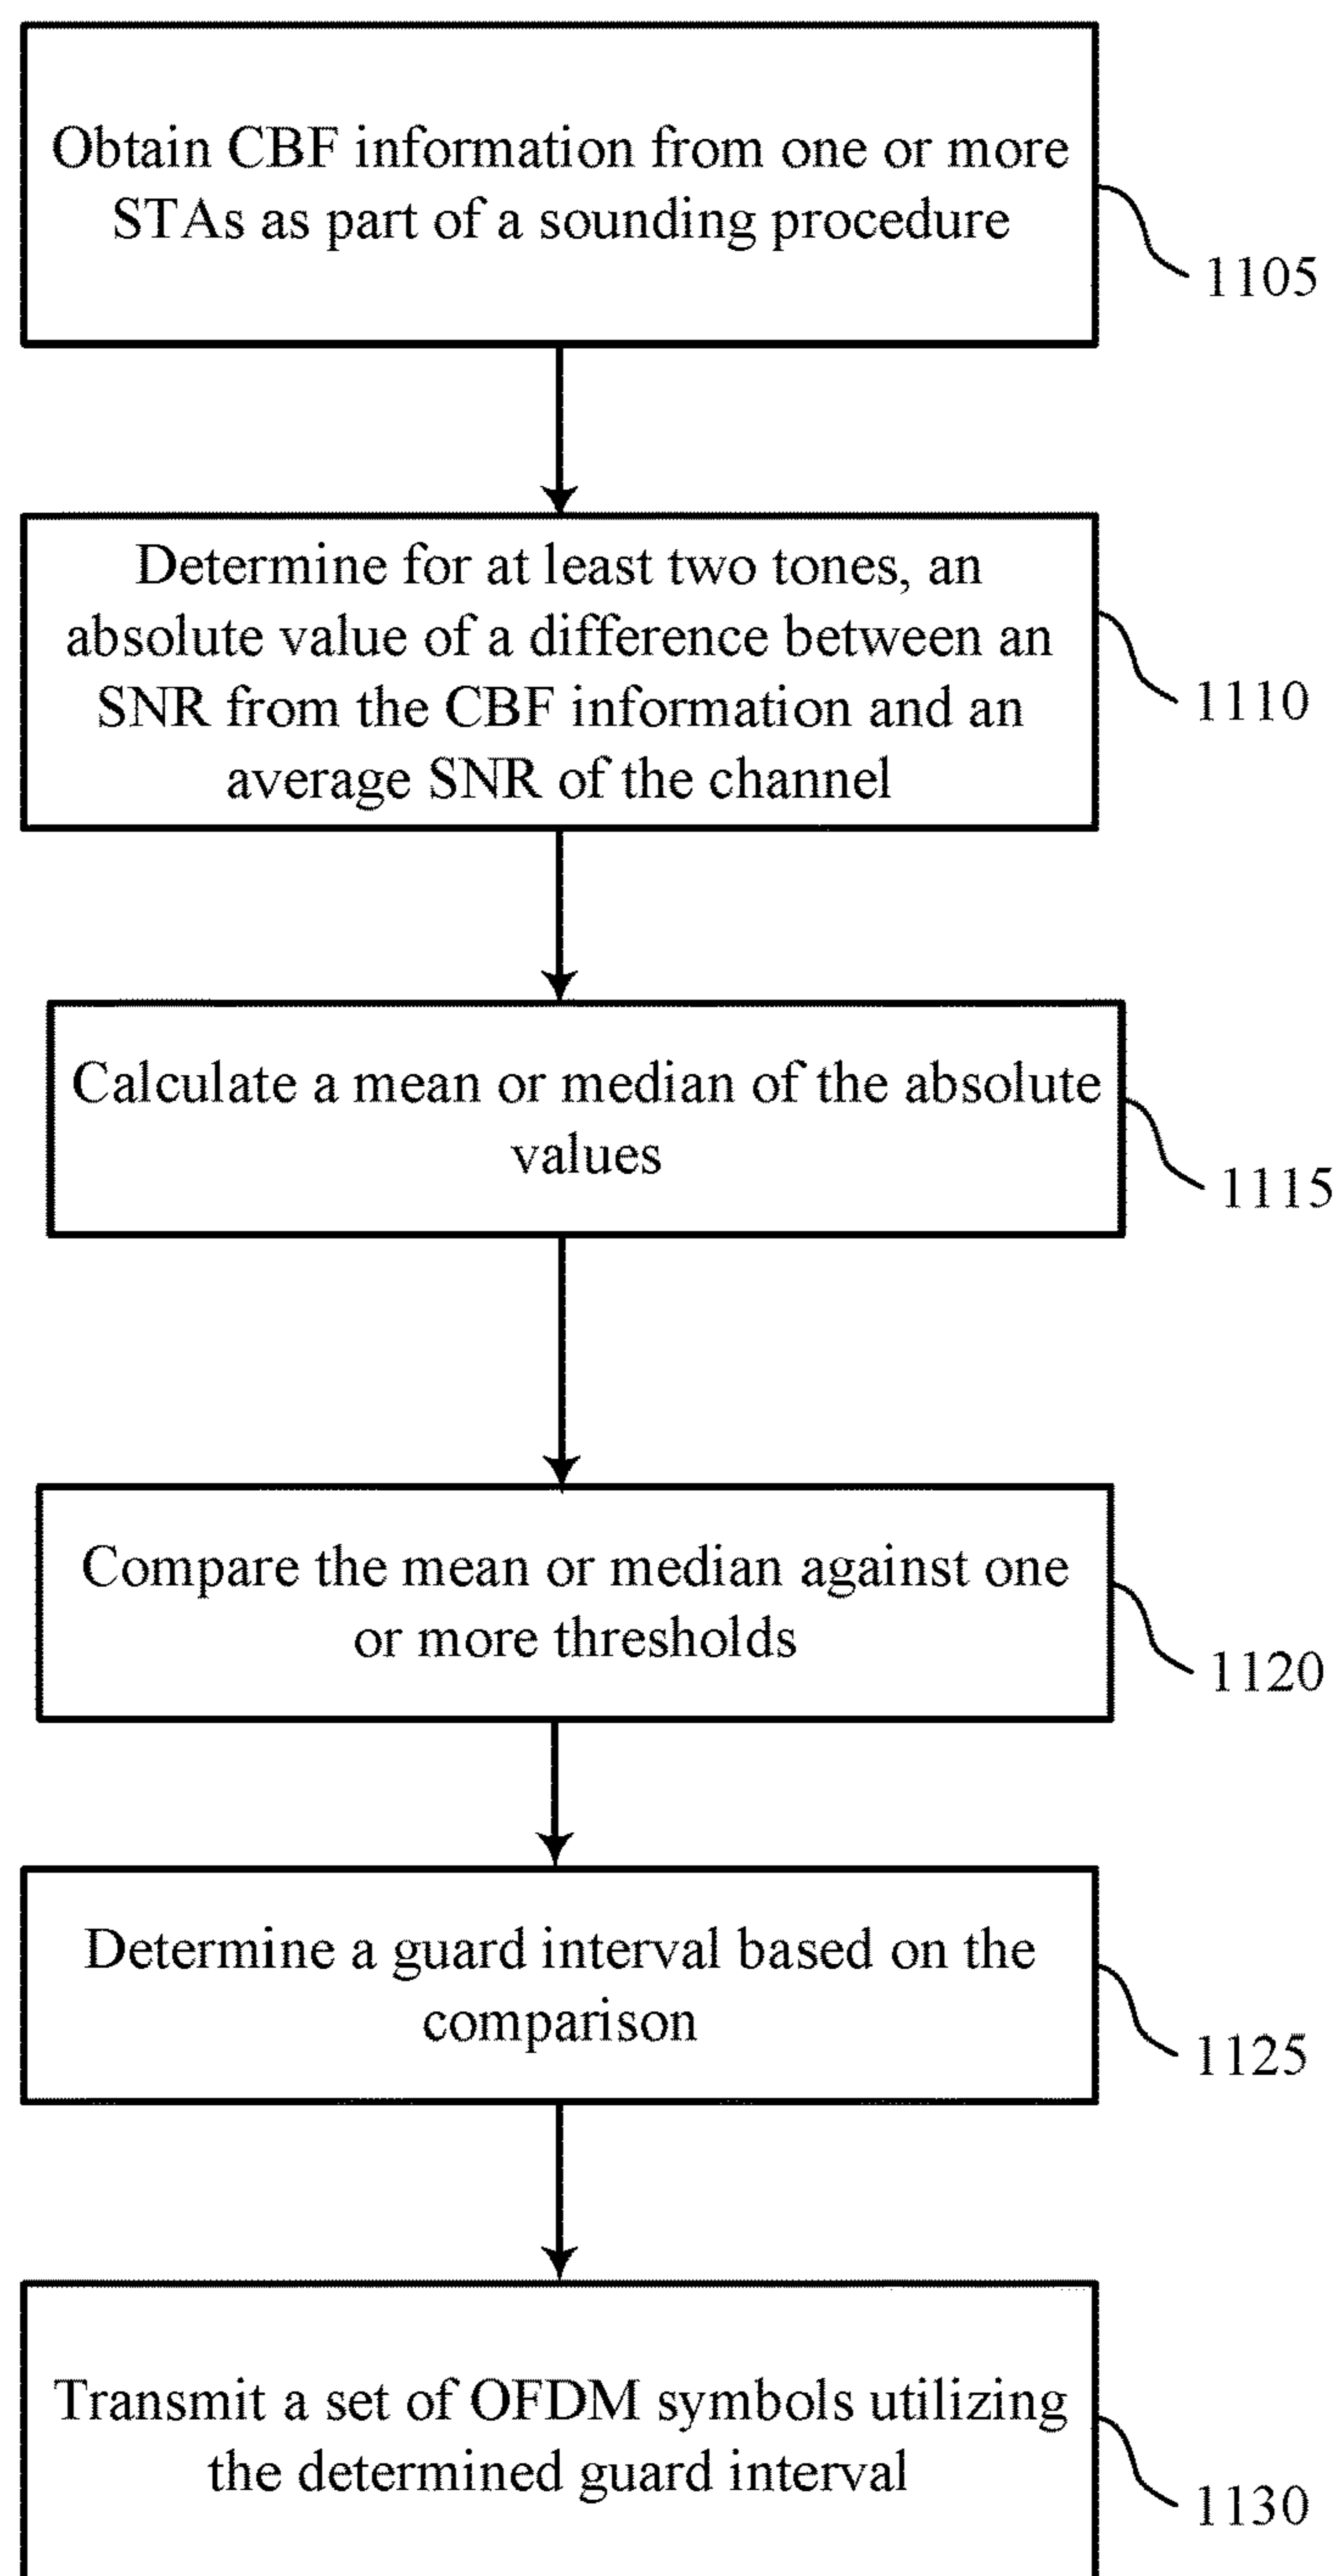 Obtain CBF information from one or more
STAs as part of a sounding procedure
1105
Determine for at least two tones, an
absolute value of a difference between an
SNR from the CBF information and an
average SNR of the channel
1110
Calculate a mean or median of the absolute
values
1115
Compare the mean or median against one
or more thresholds
1120
Determine a guard interval based on the
comparison
1125
Transmit a set of OFDM symbols utilizing
the determined guard interval
1130